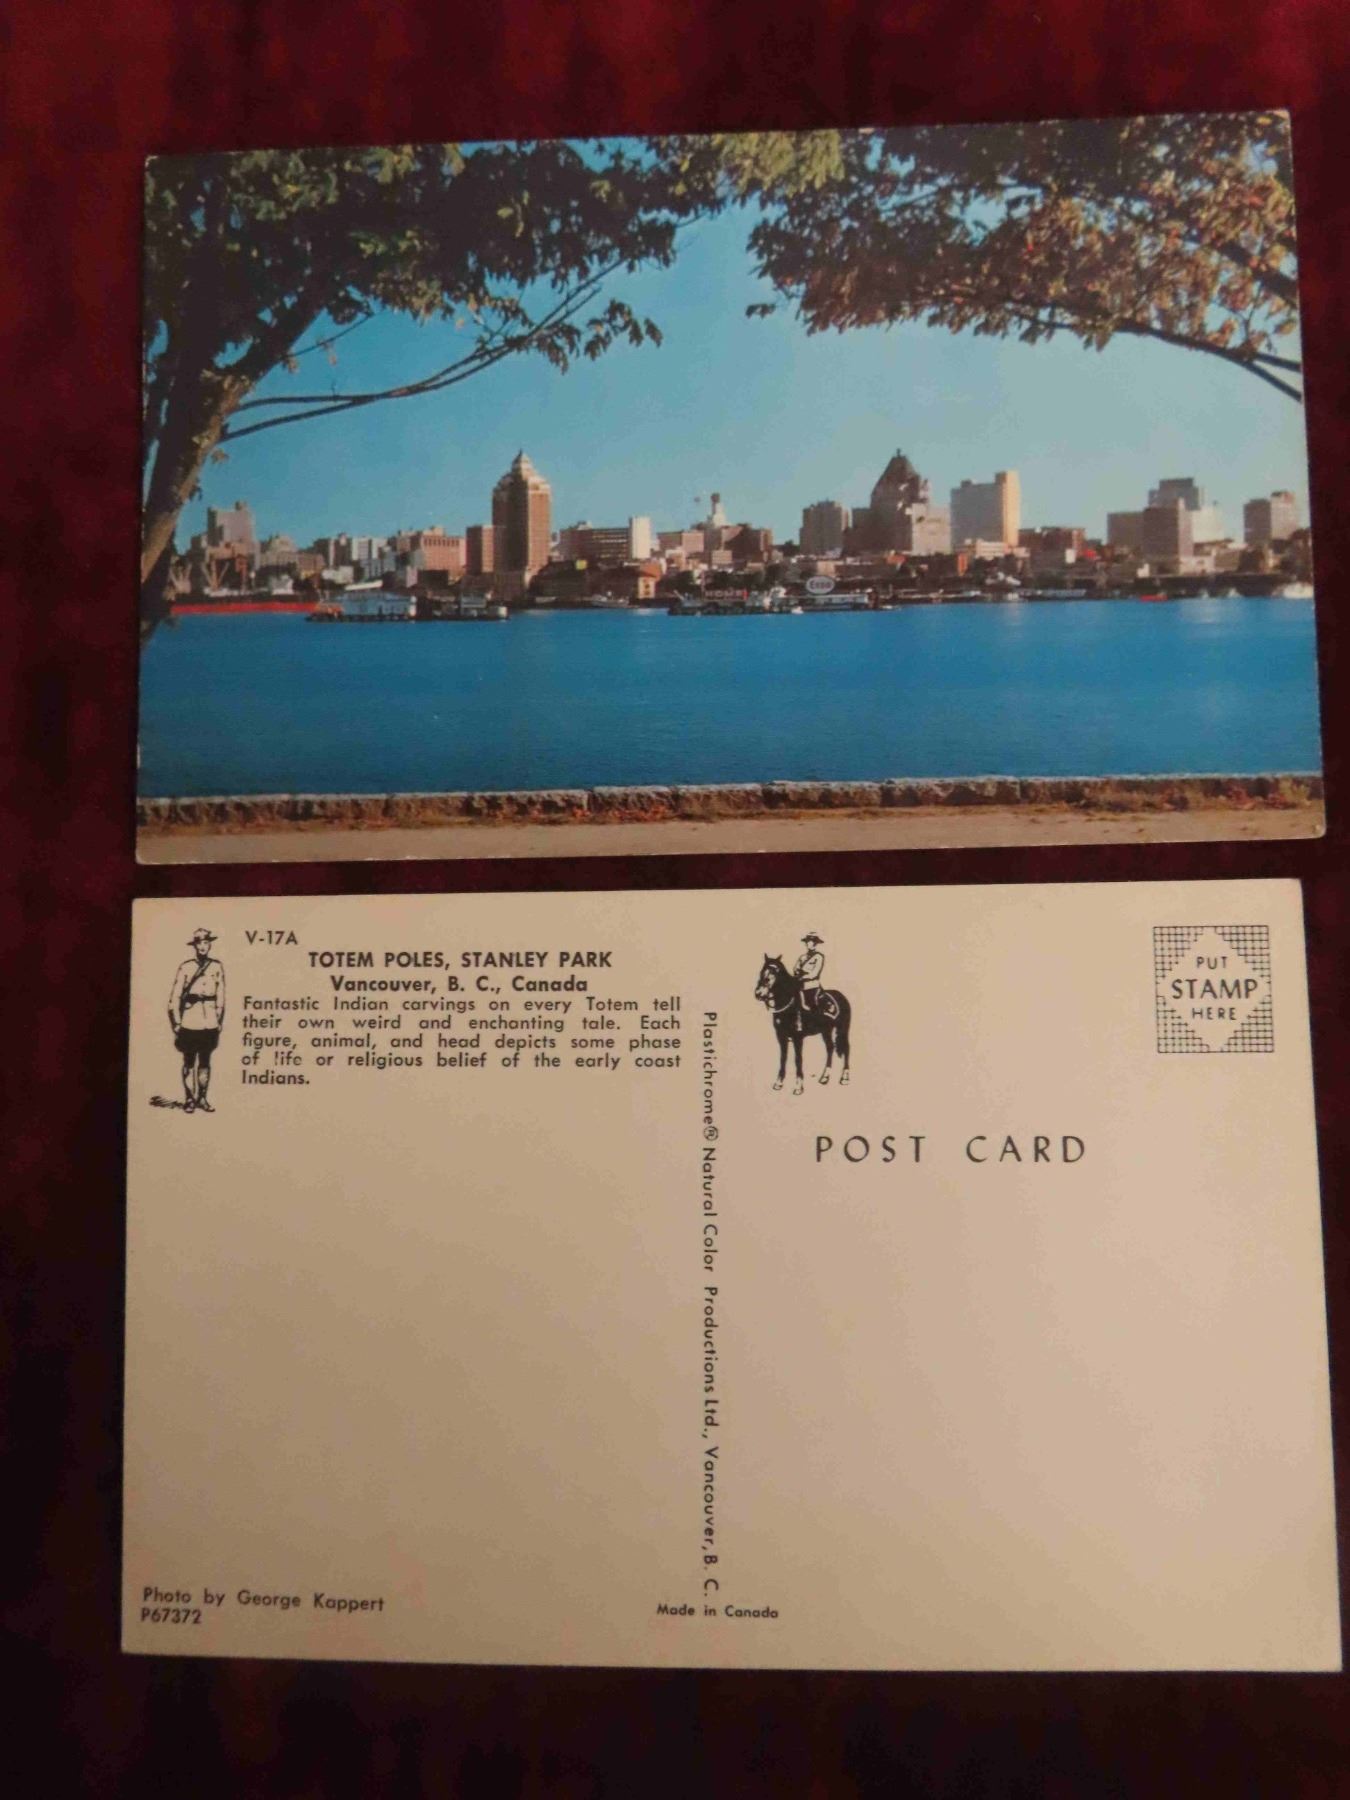 HOME
Esso
V-17A
TOTEM POLES, STANLEY PARK
Vancouver, B. C., Canada
Fantastic Indian carvings on every Totem tell
their own weird and enchanting tale. Each
figure, animal, and head depicts some phase
of life or religious belief of the early coast
Indians.
Photo by George Kappert
P67372
Plastichrome® Natural Color Productions Ltd., Vancouver, B. C.
Made in Canada
PUT
STAMP
HERE
POST CARD